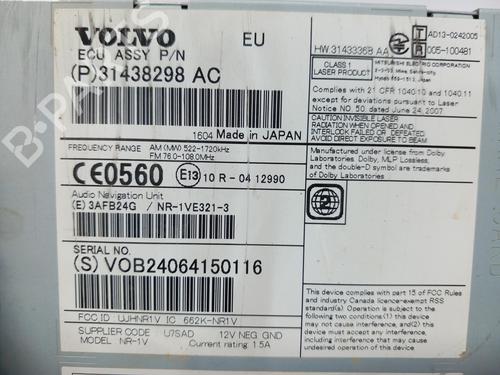 VOLVO
EU
ECU ASSY P/N
(P)31438298 AC
1604 Made in JAPAN
HW 31433368 AA
T
R
AD13-0242005
005-100481
CLASS 1
LASER PRODUCT
MITSUBISHI ELECTRIC CORPORATION
Complies with 21 CFR 1040.10 and 1040.11
except for deviations pursuant to Laser
Notice NO. 50 dated June 24, 2007
CAUTION INVISIBLE LASER
RADIATION WHEN OPENED AND
INTERLOCK FAILED OR DEFEATED.
AVOID DIRECT EXPOSURE TO BEAM
FREQUENCY RANGE
AM (MW) 522-1720kHz
FM 76.0-108.0MHz
CE0560 E13 10 R - 04 12990
Manufactured under license from Dolby
Laboratories. Dolby, MLP Lossless,
and the double-D symbol are trademarks
of Dolby Laboratories.
Audio Navigation Unit
(E) 3AFB24G / NR-1VE321-3
2
SERIAL NO.
(S) VOB24064150116
This device complies with part 15 of FCC Rules
and Industry Canada licence-exempt RSS
standard(s). Operation is subject to the
following two conditions: (1) this device may
not cause interference, and(2) this device
must accept any interference, including
interference that may cause undesired
operation of the device.
FCC ID UJHNR1V IC 662K-NR1V
SUPPLIER CODE U7SAD 12V NEG GND
MODEL NR-1V Current rating 1.5A
B-PARTS